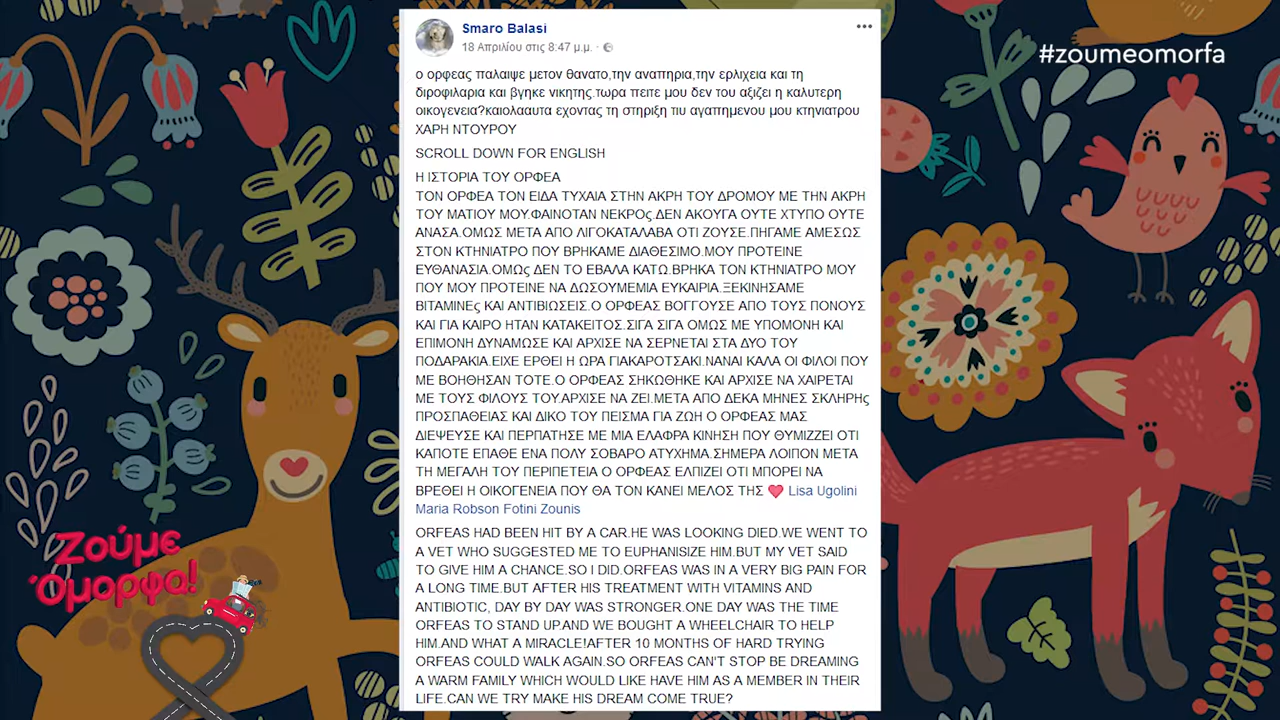 Smaro Balasi
18 Απριλίου στις 8:47 μ.μ. ·
#zoumeomorfa
ο ορφεας παλαιψε μετον θανατο,την αναπηρια,την ερλιχεια και τη
διροφιλαρια και βγηκε νικητης.τωρα πειτε μου δεν του αξιζει η καλυτερη
οικογενεια?καιολααυτα εχοντας τη στηριξη τιυ αγαπημενου μου κτηνιατρου
ΧΑΡΗ ΝΤΟΥΡΟΥ
SCROLL DOWN FOR ENGLISH
Η ΙΣΤΟΡΙΑ ΤΟΥ ΟΡΦΕΑ
ΤΟΝ ΟΡΦΕΑ ΤΟΝ ΕΙΔΑ ΤΥΧΑΙΑ ΣΤΗΝ ΑΚΡΗ ΤΟΥ ΔΡΟΜΟΥ ΜΕ ΤΗΝ ΑΚΡΗ
ΤΟΥ ΜΑΤΙΟΥ ΜΟΥ.ΦΑΙΝΟΤΑΝ ΝΕΚΡΟς.ΔΕΝ ΑΚΟΥΓΑ ΟΥΤΕ ΧΤΥΠΟ ΟΥΤΕ
ΑΝΑΣΑ.ΟΜΩΣ ΜΕΤΑ ΑΠΟ ΛΙΓΟΚΑΤΑΛΑΒΑ ΟΤΙ ΖΟΥΣΕ.ΠΗΓΑΜΕ ΑΜΕΣΩΣ
ΣΤΟΝ ΚΤΗΝΙΑΤΡΟ ΠΟΥ ΒΡΗΚΑΜΕ ΔΙΑΘΕΣΙΜΟ.ΜΟΥ ΠΡΟΤΕΙΝΕ
ΕΥΘΑΝΑΣΙΑ.ΟΜΩς ΔΕΝ ΤΟ ΕΒΑΛΑ ΚΑΤΩ.ΒΡΗΚΑ ΤΟΝ ΚΤΗΝΙΑΤΡΟ ΜΟΥ
ΠΟΥ ΜΟΥ ΠΡΟΤΕΙΝΕ ΝΑ ΔΩΣΟΥΜΕΜΙΑ ΕΥΚΑΙΡΙΑ.ΞΕΚΙΝΗΣΑΜΕ
ΒΙΤΑΜΙΝΕς ΚΑΙ ΑΝΤΙΒΙΩΣΕΙΣ.Ο ΟΡΦΕΑΣ ΒΟΓΓΟΥΣΕ ΑΠΟ ΤΟΥΣ ΠΟΝΟΥΣ
ΚΑΙ ΓΙΑ ΚΑΙΡΟ ΗΤΑΝ ΚΑΤΑΚΕΙΤΟΣ.ΣΙΓΑ ΣΙΓΑ ΟΜΩΣ ΜΕ ΥΠΟΜΟΝΗ ΚΑΙ
ΕΠΙΜΟΝΗ ΔΥΝΑΜΩΣΕ ΚΑΙ ΑΡΧΙΣΕ ΝΑ ΣΕΡΝΕΤΑΙ ΣΤΑ ΔΥΟ ΤΟΥ
ΠΟΔΑΡΑΚΙΑ.ΕΙΧΕ ΕΡΘΕΙ Η ΩΡΑ ΓΙΑΚΑΡΟΤΣΑΚΙ.ΝΑΝΑΙ ΚΑΛΑ ΟΙ ΦΙΛΟΙ ΠΟΥ
ΜΕ ΒΟΗΘΗΣΑΝ ΤΟΤΕ.Ο ΟΡΦΕΑΣ ΣΗΚΩΘΗΚΕ ΚΑΙ ΑΡΧΙΣΕ ΝΑ ΧΑΙΡΕΤΑΙ
ΜΕ ΤΟΥΣ ΦΙΛΟΥΣ ΤΟΥ.ΑΡΧΙΣΕ ΝΑ ΖΕΙ.ΜΕΤΑ ΑΠΟ ΔΕΚΑ ΜΗΝΕΣ ΣΚΛΗΡΗς
ΠΡΟΣΠΑΘΕΙΑΣ ΚΑΙ ΔΙΚΟ ΤΟΥ ΠΕΙΣΜΑ ΓΙΑ ΖΩΗ Ο ΟΡΦΕΑΣ ΜΑΣ
ΔΙΕΨΕΥΣΕ ΚΑΙ ΠΕΡΠΑΤΗΣΕ ΜΕ ΜΙΑ ΕΛΑΦΡΑ ΚΙΝΗΣΗ ΠΟΥ ΘΥΜΙΖΖΕΙ ΟΤΙ
ΚΑΠΟΤΕ ΕΠΑΘΕ ΕΝΑ ΠΟΛΥ ΣΟΒΑΡΟ ΑΤΥΧΗΜΑ.ΣΗΜΕΡΑ ΛΟΙΠΟΝ ΜΕΤΑ
ΤΗ ΜΕΓΑΛΗ ΤΟΥ ΠΕΡΙΠΕΤΕΙΑ Ο ΟΡΦΕΑΣ ΕΛΠΙΖΕΙ ΟΤΙ ΜΠΟΡΕΙ ΝΑ
ΒΡΕΘΕΙ Η ΟΙΚΟΓΕΝΕΙΑ ΠΟΥ ΘΑ ΤΟΝ ΚΑΝΕΙ ΜΕΛΟΣ ΤΗΣ ❤ Lisa Ugolini
Maria Robson Fotini Zounis
ORFEAS HAD BEEN HIT BY A CAR.HE WAS LOOKING DIED.WE WENT TO
A VET WHO SUGGESTED ME TO EUPHANISIZE HIM.BUT MY VET SAID
TO GIVE HIM A CHANCE.SO I DID.ORFEAS WAS IN A VERY BIG PAIN FOR
A LONG TIME.BUT AFTER HIS TREATMENT WITH VITAMINS AND
ANTIBIOTIC, DAY BY DAY WAS STRONGER.ONE DAY WAS THE TIME
ORFEAS TO STAND UP.AND WE BOUGHT A WHEELCHAIR TO HELP
HIM.AND WHAT A MIRACLE!AFTER 10 MONTHS OF HARD TRYING
ORFEAS COULD WALK AGAIN.SO ORFEAS CAN'T STOP BE DREAMING
A WARM FAMILY WHICH WOULD LIKE HAVE HIM AS A MEMBER IN THEIR
LIFE.CAN WE TRY MAKE HIS DREAM COME TRUE?
Ζούμε
Όμορφα!